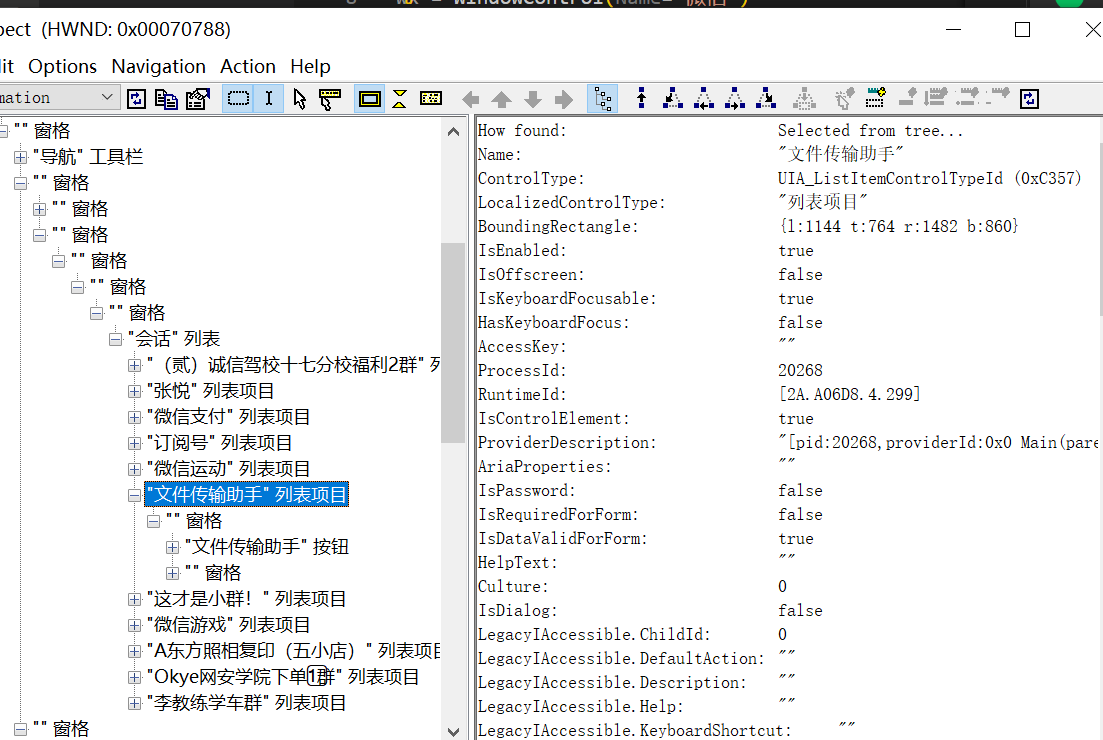 wx = WindowControl(Name="微信")
pect (HWND: 0x00070788)
lit Options Navigation Action Help
mation
"" 窗格
"导航" 工具栏
"" 窗格
"" 窗格
"" 窗格
"" 窗格
"" 窗格
"" 窗格
"会话" 列表
"（贰）诚信驾校十七分校福利2群" 列
"张悦" 列表项目
"微信支付" 列表项目
"订阅号" 列表项目
"微信运动" 列表项目
"文件传输助手" 列表项目
"" 窗格
"文件传输助手" 按钮
"" 窗格
"这才是小群！" 列表项目
"微信游戏" 列表项目
"A东方照相复印（五小店）" 列表项目
"Okye网安学院下单1群" 列表项目
"李教练学车群" 列表项目
"" 窗格
How found: Selected from tree...
Name: "文件传输助手"
ControlType: UIA_ListItemControlTypeId (0xC357)
LocalizedControlType: "列表项目"
BoundingRectangle: {l:1144 t:764 r:1482 b:860}
IsEnabled: true
IsOffscreen: false
IsKeyboardFocusable: true
HasKeyboardFocus: false
AccessKey: ""
ProcessId: 20268
RuntimeId: [2A.A06D8.4.299]
IsControlElement: true
ProviderDescription: "[pid:20268,providerId:0x0 Main(pare
AriaProperties: ""
IsPassword: false
IsRequiredForForm: false
IsDataValidForForm: true
HelpText: ""
Culture: 0
IsDialog: false
LegacyIAccessible.ChildId: 0
LegacyIAccessible.DefaultAction: ""
LegacyIAccessible.Description: ""
LegacyIAccessible.Help: ""
LegacyIAccessible.KeyboardShortcut: ""